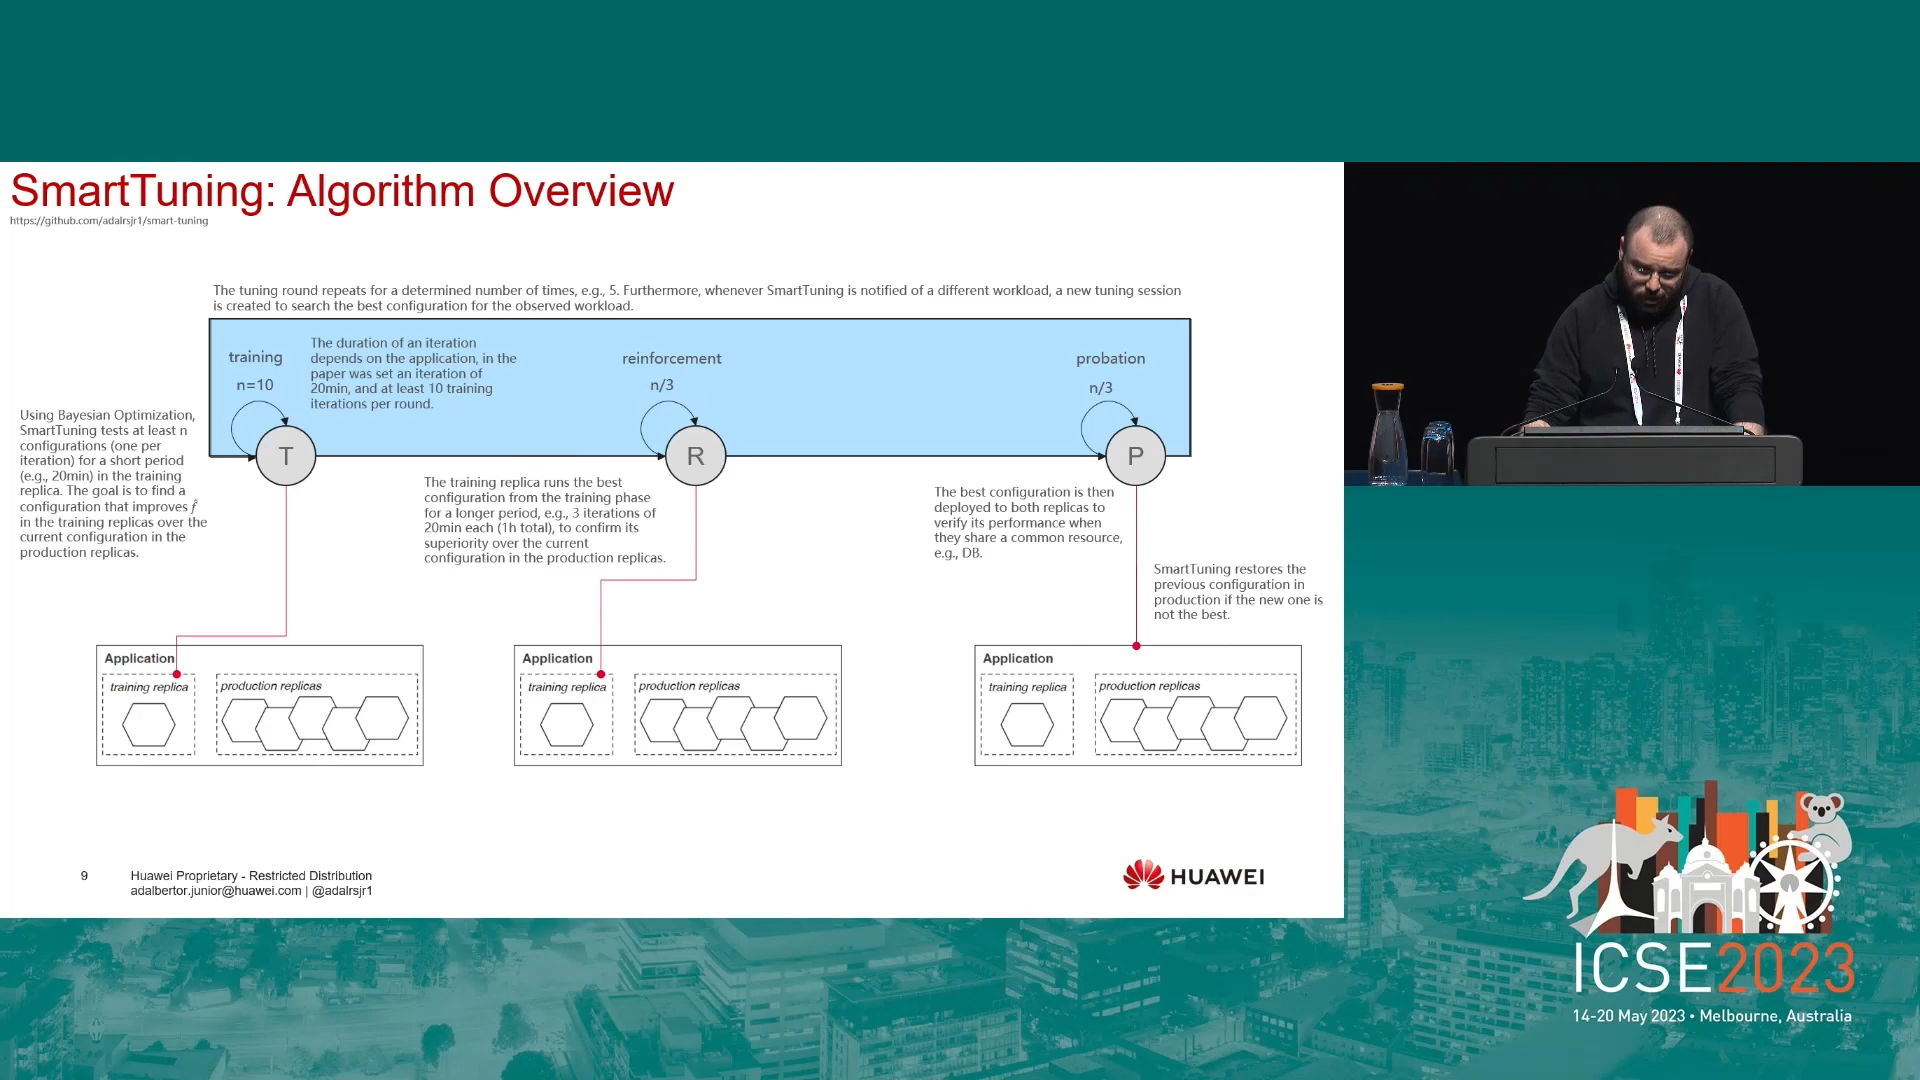 SmartTuning: Algorithm Overview
https://github.com/adalrsjr1/smart-tuning
The tuning round repeats for a determined number of times, e.g., 5. Furthermore, whenever SmartTuning is notified of a different workload, a new tuning session
is created to search the best configuration for the observed workload.
training
n=10
The duration of an iteration
depends on the application, in the
paper was set an iteration of
20min, and at least 10 training
iterations per round.
reinforcement
n/3
probation
n/3
T
R
P
Using Bayesian Optimization,
SmartTuning tests at least n
configurations (one per
iteration) for a short period
(e.g., 20min) in the training
replica. The goal is to find a
configuration that improves f̂
in the training replicas over the
current configuration in the
production replicas.
The training replica runs the best
configuration from the training phase
for a longer period, e.g., 3 iterations of
20min each (1h total), to confirm its
superiority over the current
configuration in the production replicas.
The best configuration is then
deployed to both replicas to
verify its performance when
they share a common resource,
e.g., DB.
SmartTuning restores the
previous configuration in
production if the new one is
not the best.
Application
training replica
production replicas
Application
training replica
production replicas
Application
training replica
production replicas
9
Huawei Proprietary - Restricted Distribution
adalbertor.junior@huawei.com | @adalrsjr1
HUAWEI
ICSE2023
14-20 May 2023 • Melbourne, Australia